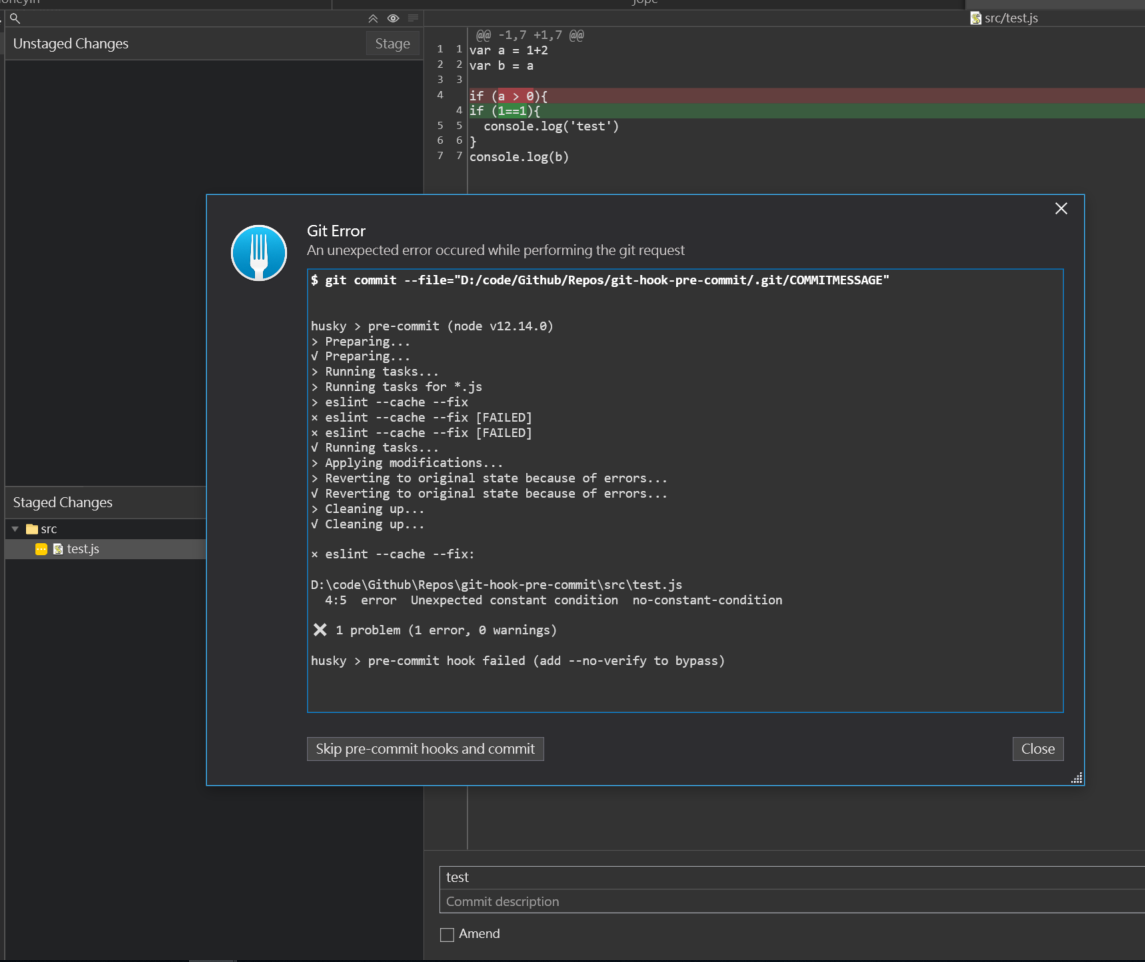 src/test.js
Unstaged Changes
Stage
@@ -1,7 +1,7 @@
1 1 var a = 1+2
2 2 var b = a
3 3
4 if (a > 0){
4 if (1==1){
5 5 console.log('test')
6 6 }
7 7 console.log(b)
Git Error
An unexpected error occured while performing the git request
$ git commit --file="D:/code/Github/Repos/git-hook-pre-commit/.git/COMMITMESSAGE"
husky > pre-commit (node v12.14.0)
> Preparing...
√ Preparing...
> Running tasks...
> Running tasks for *.js
> eslint --cache --fix
× eslint --cache --fix [FAILED]
× eslint --cache --fix [FAILED]
√ Running tasks...
> Applying modifications...
> Reverting to original state because of errors...
√ Reverting to original state because of errors...
> Cleaning up...
√ Cleaning up...
× eslint --cache --fix:
D:\code\Github\Repos\git-hook-pre-commit\src\test.js
4:5 error Unexpected constant condition no-constant-condition
❌ 1 problem (1 error, 0 warnings)
husky > pre-commit hook failed (add --no-verify to bypass)
Skip pre-commit hooks and commit
Close
Staged Changes
src
test.js
test
Commit description
Amend